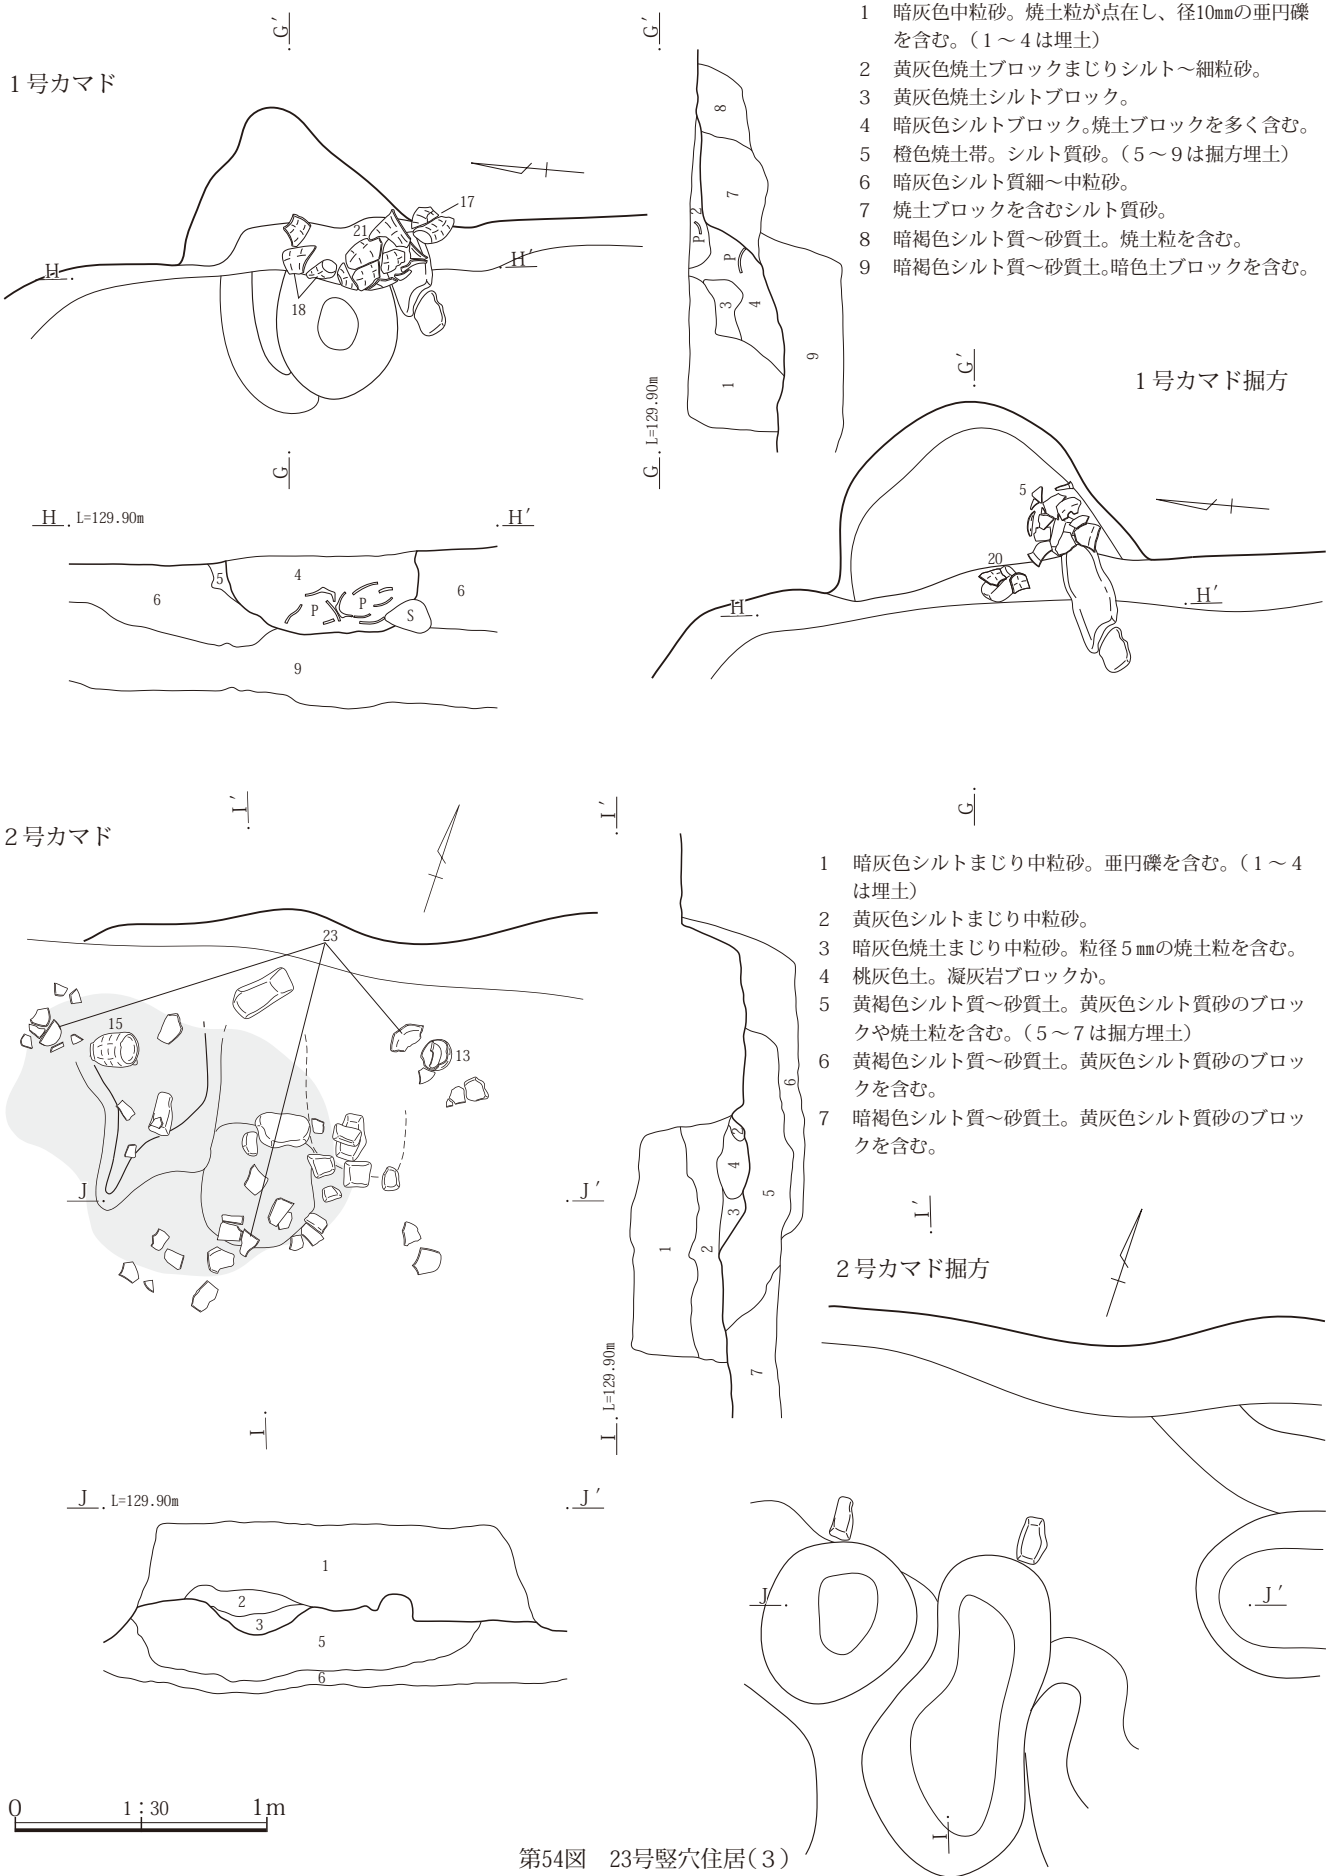 1号カマド
G′
G′
H
H′
17
21
18
G
G
L=129.90m
8
7
2
P
P
3
4
1
9
1 暗灰色中粒砂。焼土粒が点在し、径10㎜の亜円礫
を含む。（1～4は埋土）
2 黄灰色焼土ブロックまじりシルト～細粒砂。
3 黄灰色焼土シルトブロック。
4 暗灰色シルトブロック。焼土ブロックを多く含む。
5 橙色焼土帯。シルト質砂。（5～9は掘方埋土）
6 暗灰色シルト質細～中粒砂。
7 焼土ブロックを含むシルト質砂。
8 暗褐色シルト質～砂質土。焼土粒を含む。
9 暗褐色シルト質～砂質土。暗色土ブロックを含む。
H
L=129.90m
H′
5
4
6
6
P
P
S
9
G′
1号カマド掘方
5
20
H
H′
G
2号カマド
I′
I′
23
15
13
J
J′
I
I
L=129.90m
6
2
4
5
3
1
2
7
1 暗灰色シルトまじり中粒砂。亜円礫を含む。（1～4
は埋土）
2 黄灰色シルトまじり中粒砂。
3 暗灰色焼土まじり中粒砂。粒径5㎜の焼土粒を含む。
4 桃灰色土。凝灰岩ブロックか。
5 黄褐色シルト質～砂質土。黄灰色シルト質砂のブロッ
クや焼土粒を含む。（5～7は掘方埋土）
6 黄褐色シルト質～砂質土。黄灰色シルト質砂のブロッ
クを含む。
7 暗褐色シルト質～砂質土。黄灰色シルト質砂のブロッ
クを含む。
J
L=129.90m
J′
1
2
3
5
6
I′
2号カマド掘方
J
J′
I
0 1：30 1m
第54図 23号竪穴住居（3）